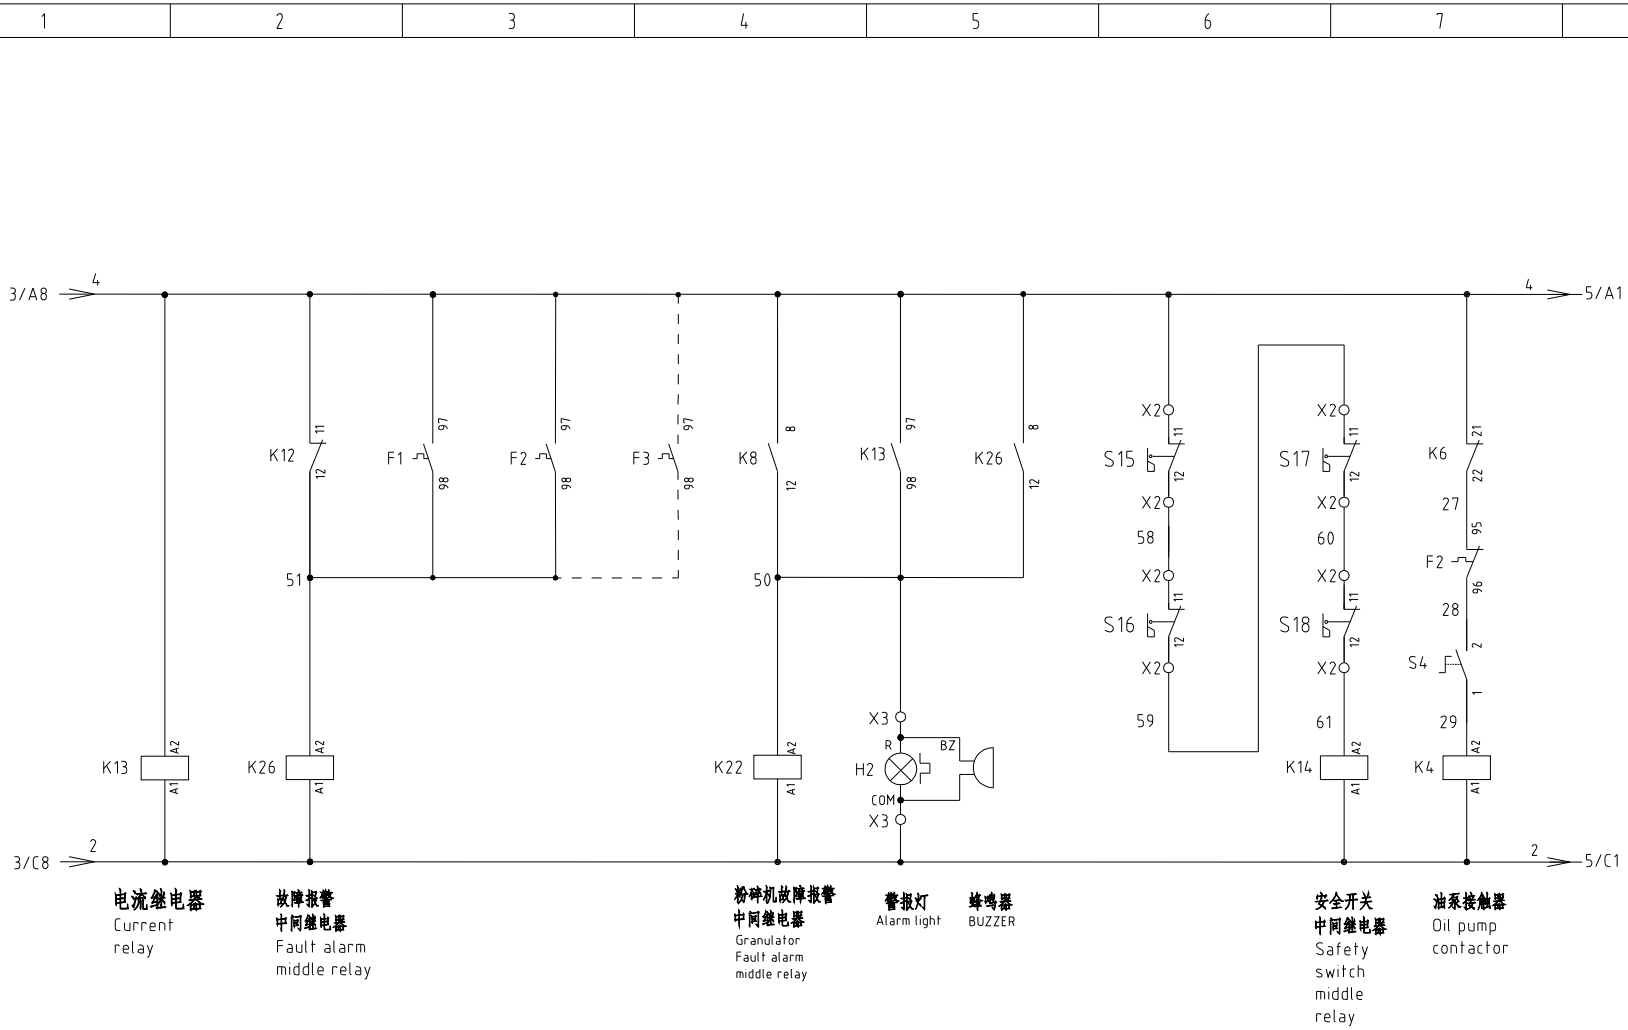 1 2 3 4 5 6 7
3/A8 4 4 5/A1
K12 11 12
F1 97 98
F2 97 98
F3 97 98
K8 8 12
K13 97 98
K26 8 12
X2 X2
S15 11 12
S17 11 12
K6 21 22
X2 X2
58 60 27
X2 X2
F2 95 96
51 50
S16 11 12
S18 11 12
28
X2 X2
S4 2 1
59 61 29
X3
R BZ
K13 A2 A1
K26 A2 A1
K22 A2 A1
H2
K14 A2 A1
K4 A2 A1
COM
X3
3/C8 2 2 5/C1
电流继电器
Current
relay
故障报警
中间继电器
Fault alarm
middle relay
粉碎机故障报警
中间继电器
Granulator
Fault alarm
middle relay
警报灯
Alarm light
蜂鸣器
BUZZER
安全开关
中间继电器
Safety
switch
middle
relay
油泵接触器
Oil pump
contactor